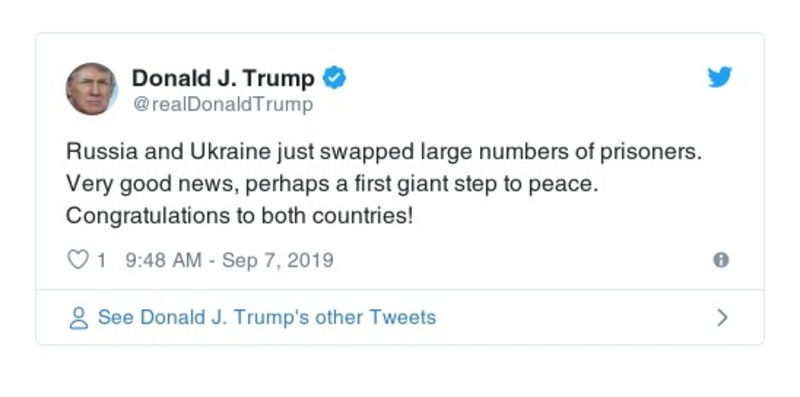 Donald J. Trump
@realDonaldTrump
Russia and Ukraine just swapped large numbers of prisoners.
Very good news, perhaps a first giant step to peace.
Congratulations to both countries!
1 9:48 AM - Sep 7, 2019
See Donald J. Trump's other Tweets